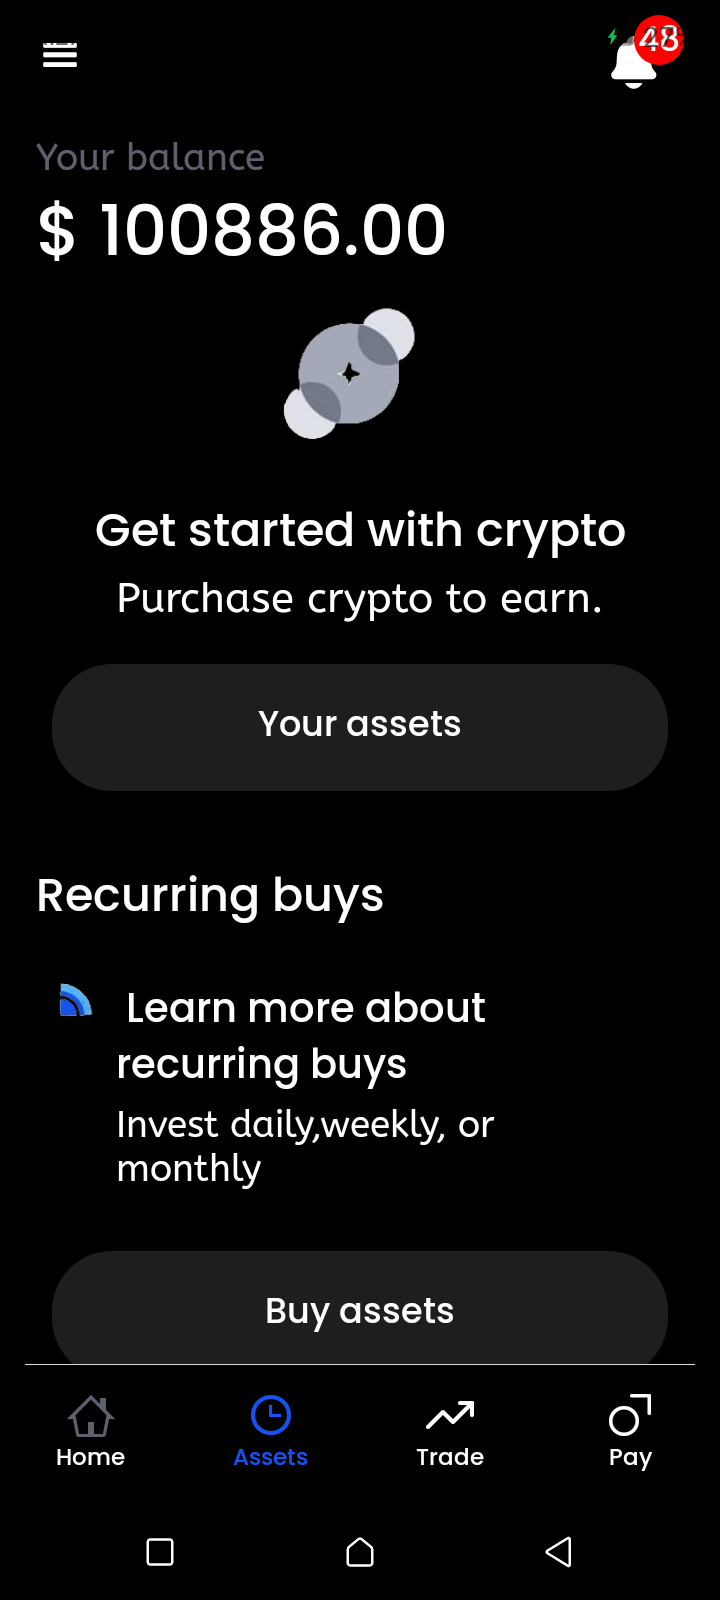 48
Your balance
$ 100886.00
Get started with crypto
Purchase crypto to earn.
Your assets
Recurring buys
Learn more about
recurring buys
Invest daily,weekly, or
monthly
Buy assets
Home
Assets
Trade
Pay